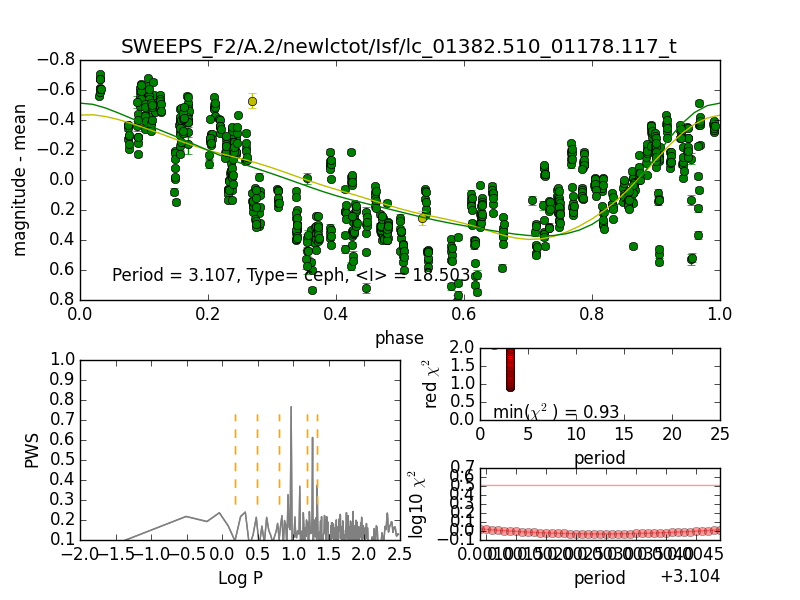 SWEEPS_F2/A.2/newlctot/Isf/lc_01382.510_01178.117_t
−0.8
−0.6
−0.4
−0.2
0.0
0.2
0.4
0.6
0.8
magnitude - mean
Period = 3.107, Type= ceph, <I> = 18.503
0.0 0.2 0.4 0.6 0.8 1.0
phase
1.0
0.9
0.8
0.7
0.6
0.5
0.4
0.3
0.2
0.1
PWS
−2.0 −1.5 −1.0 −0.5 0.0 0.5 1.0 1.5 2.0 2.5
Log P
2.0
1.5
1.0
0.5
0.0
red χ²
min(χ² ) = 0.93
0 5 10 15 20 25
period
0.7
0.6
0.5
0.4
0.3
0.2
0.1
0.0
−0.1
log10 χ²
period
+3.104